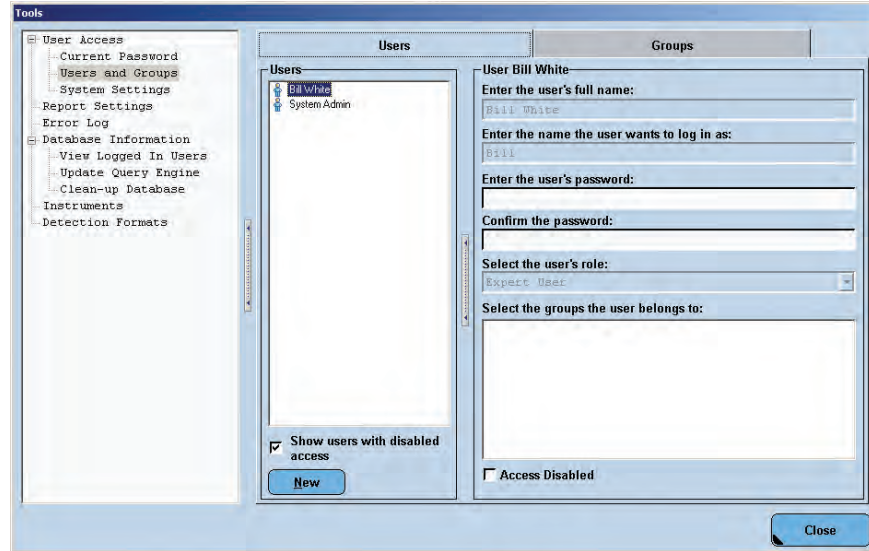 Tools
User Access
Current Password
Users and Groups
System Settings
Report Settings
Error Log
Database Information
View Logged In Users
Update Query Engine
Clean-up Database
Instruments
Detection Formats
Users
Groups
Users
Bill White
System Admin
Show users with disabled
access
New
User Bill White
Enter the user's full name:
Bill White
Enter the name the user wants to log in as:
Bill
Enter the user's password:
Confirm the password:
Select the user's role:
Expert User
Select the groups the user belongs to:
Access Disabled
Close